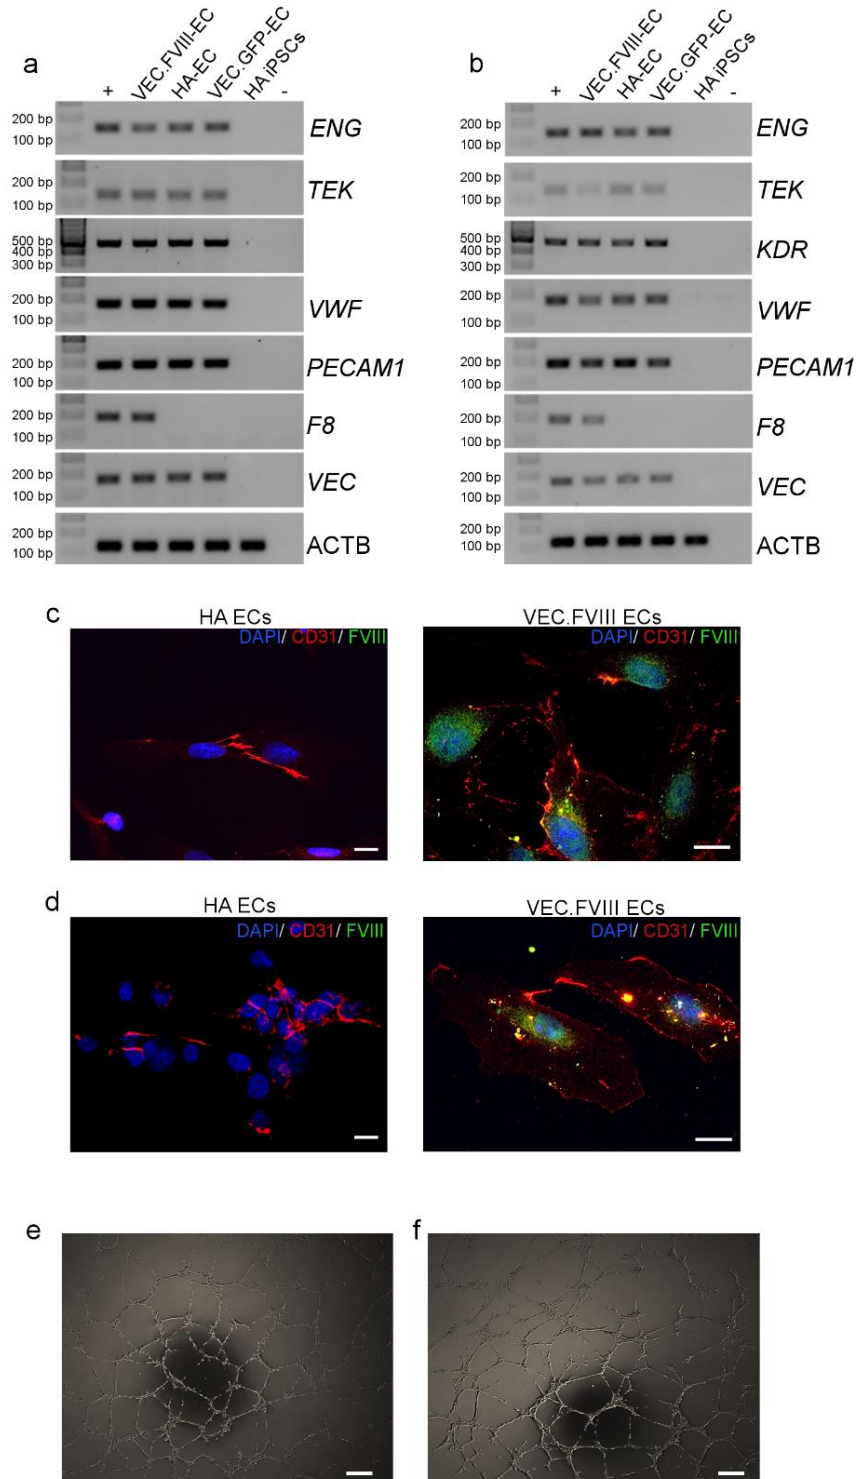 a
+
VEC.FVIII-EC
HA-EC
VEC.GFP-EC
HA iPSCs
-
200 bp
100 bp
ENG
200 bp
100 bp
TEK
500 bp
400 bp
300 bp
200 bp
100 bp
VWF
200 bp
100 bp
PECAM1
200 bp
100 bp
F8
200 bp
100 bp
VEC
200 bp
100 bp
ACTB
b
+
VEC.FVIII-EC
HA-EC
VEC.GFP-EC
HA iPSCs
-
200 bp
100 bp
ENG
200 bp
100 bp
TEK
500 bp
400 bp
300 bp
KDR
200 bp
100 bp
VWF
200 bp
100 bp
PECAM1
200 bp
100 bp
F8
200 bp
100 bp
VEC
200 bp
100 bp
ACTB
c
HA ECs
DAPI/ CD31/ FVIII
VEC.FVIII ECs
DAPI/ CD31/ FVIII
d
HA ECs
DAPI/ CD31/ FVIII
VEC.FVIII ECs
DAPI/ CD31/ FVIII
e
f